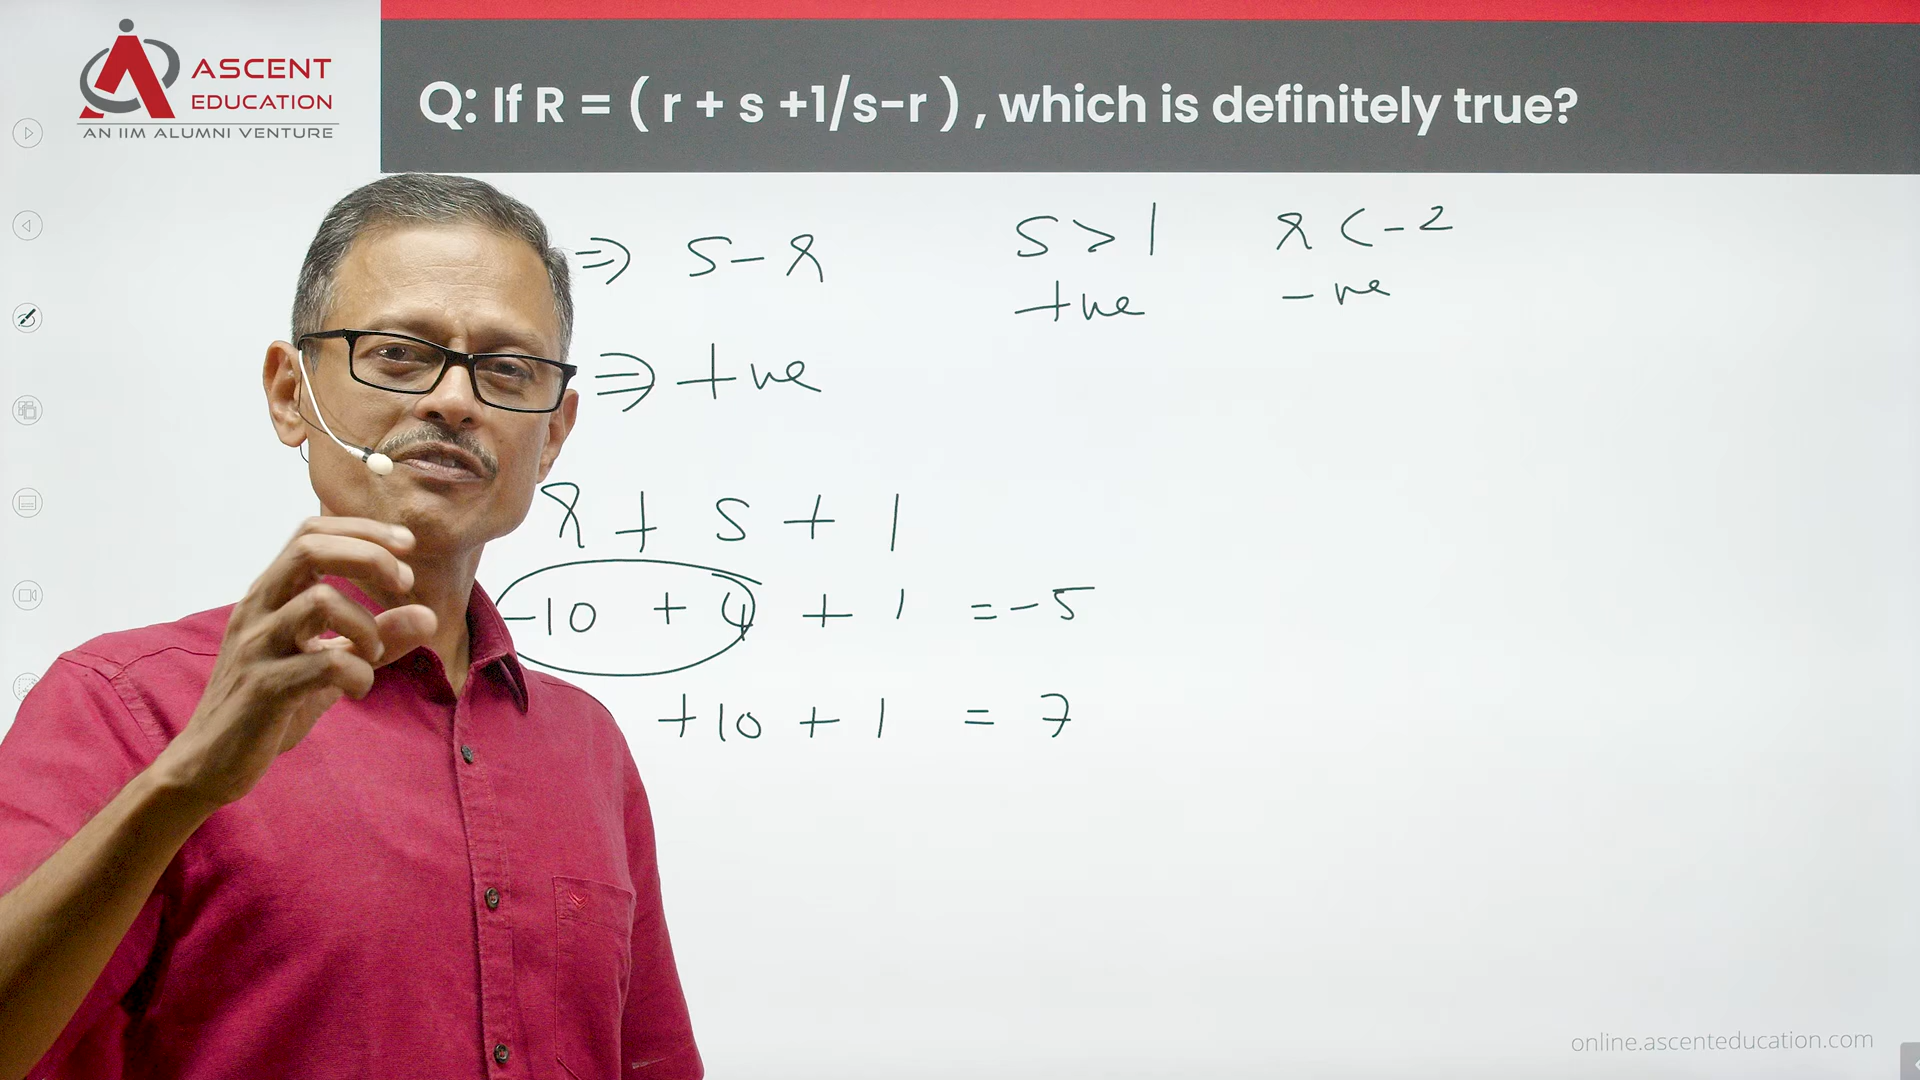 ASCENT
EDUCATION
AN IIM ALUMNI VENTURE
Q: If R = ( r + s +1/s-r ) , which is definitely true?
⇒ s - r
s > 1
r < -2
+ve
-ve
⇒ +ve
r + s + 1
-10 + 4 + 1 = -5
+10 + 1 = 7
online.ascenteducation.com